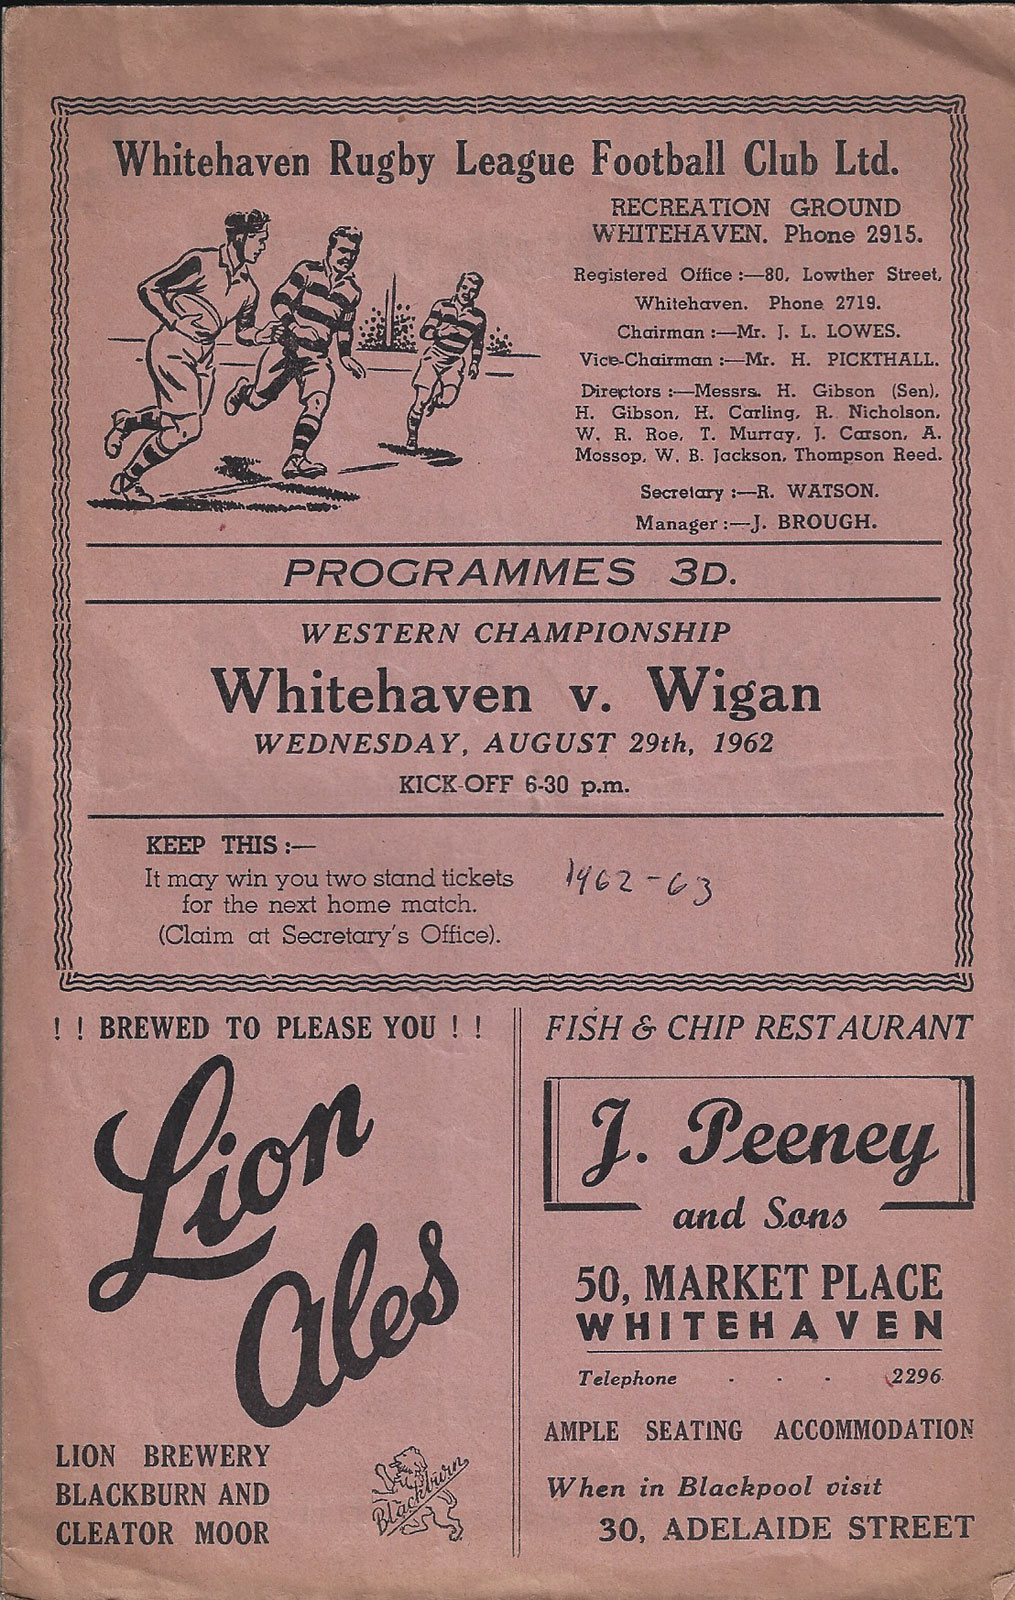 Whitehaven Rugby League Football Club Ltd.
RECREATION GROUND
WHITEHAVEN. Phone 2915.
Registered Office :—80, Lowther Street,
Whitehaven. Phone 2719.
Chairman :—Mr. J. L. LOWES.
Vice-Chairman :—Mr. H. PICKTHALL.
Directors :—Messrs. H. Gibson (Sen),
H. Gibson, H. Carling, R. Nicholson,
W. R. Roe, T. Murray, J. Carson, A.
Mossop, W. B. Jackson, Thompson Reed.
Secretary :—R. WATSON.
Manager :—J. BROUGH.
PROGRAMMES 3D.
WESTERN CHAMPIONSHIP
Whitehaven v. Wigan
WEDNESDAY, AUGUST 29th, 1962
KICK-OFF 6-30 p.m.
KEEP THIS :—
It may win you two stand tickets
for the next home match.
(Claim at Secretary's Office).
1962-63
! ! BREWED TO PLEASE YOU ! !
Lion
Ales
LION BREWERY
BLACKBURN AND
CLEATOR MOOR
Blackburn
FISH & CHIP RESTAURANT
J. Peeney
and Sons
50, MARKET PLACE
WHITEHAVEN
Telephone - - - 2296
AMPLE SEATING ACCOMMODATION
When in Blackpool visit
30, ADELAIDE STREET